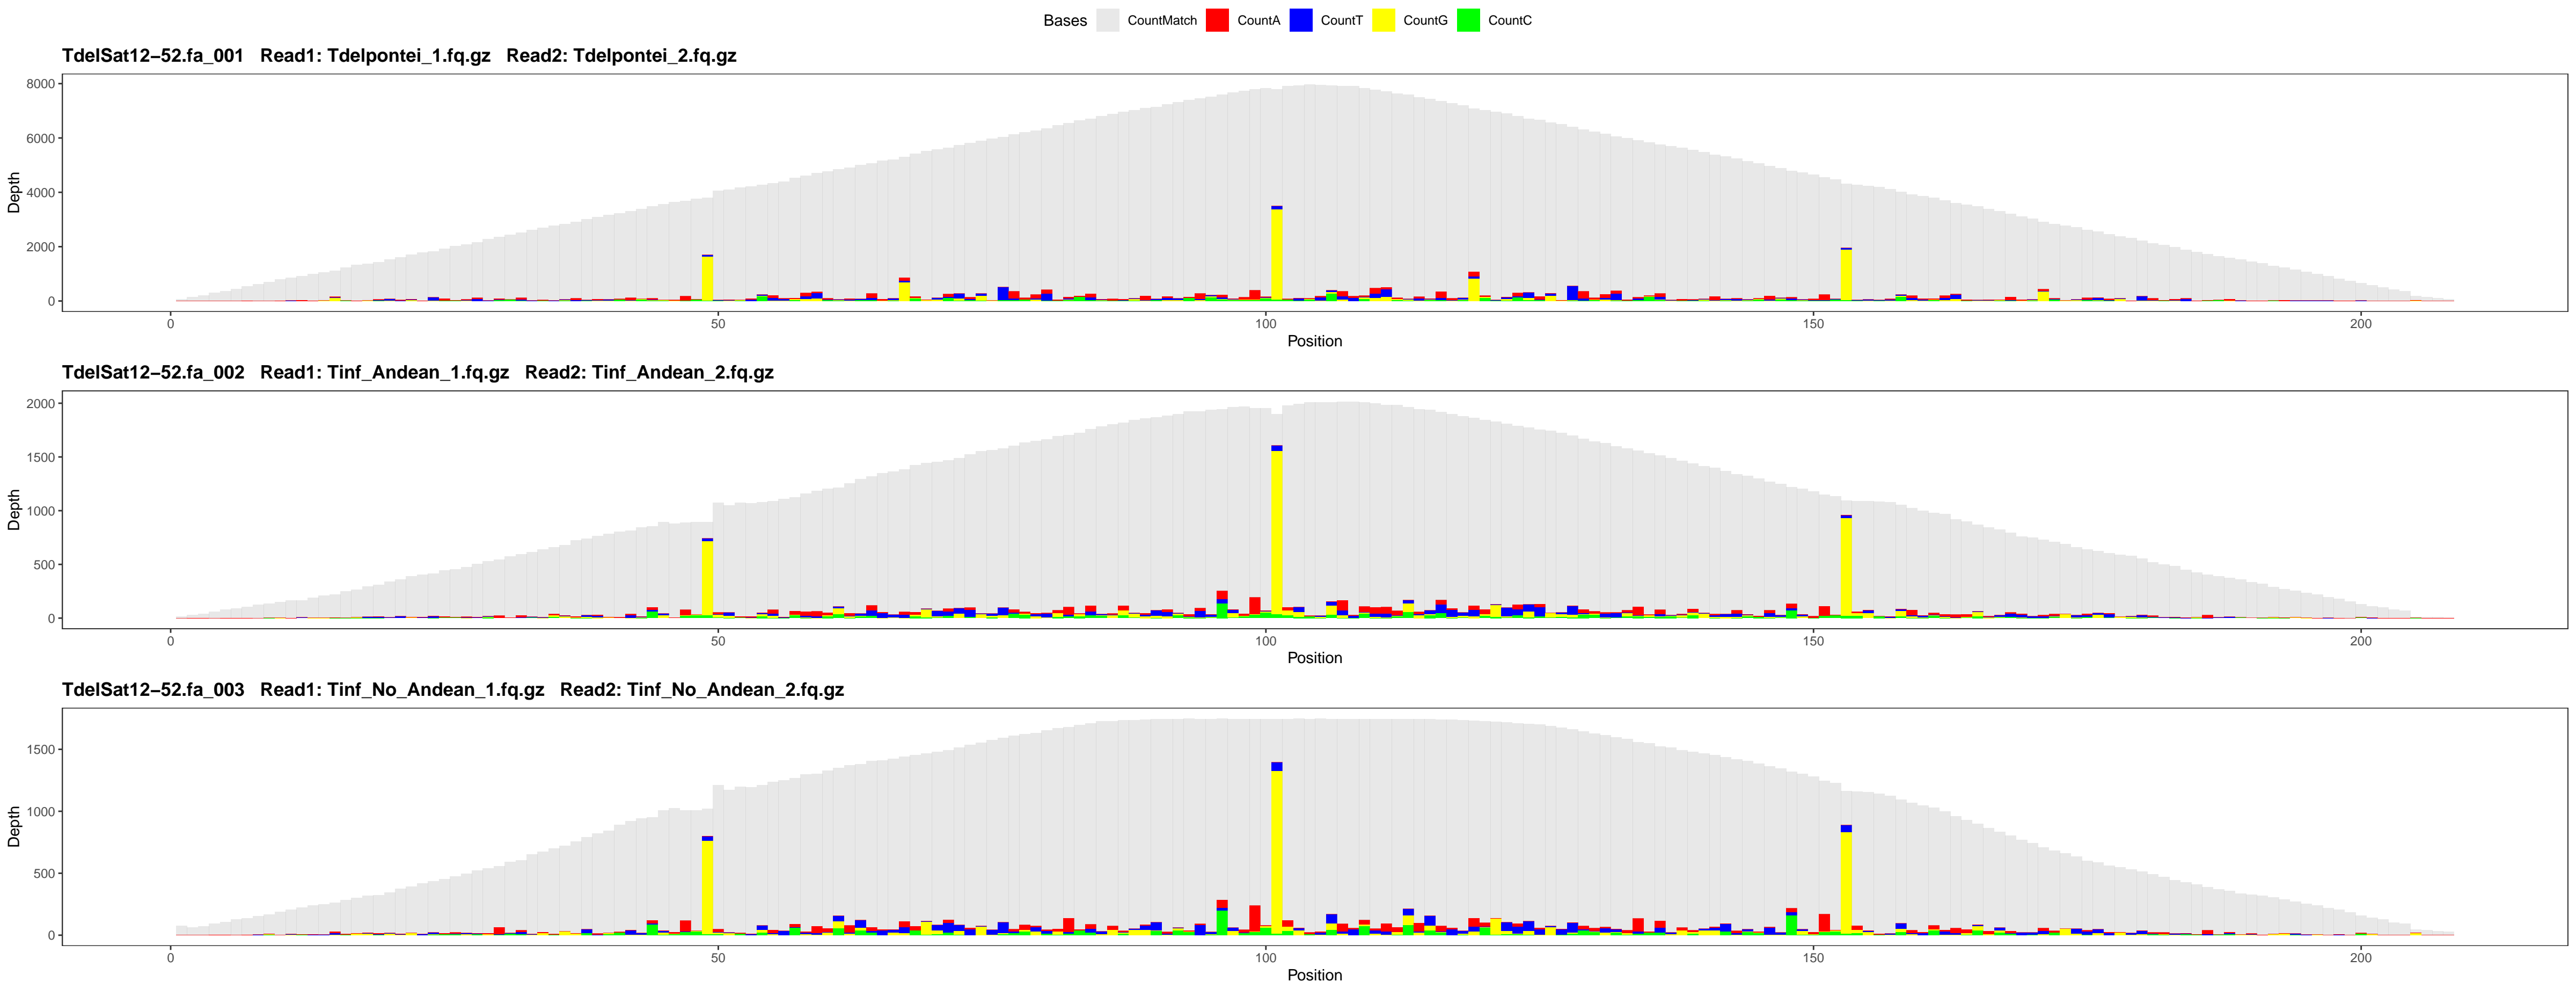 Bases CountMatch CountA CountT CountG CountC
TdelSat12−52.fa_001 Read1: Tdelpontei_1.fq.gz Read2: Tdelpontei_2.fq.gz
8000
6000
4000
2000
0
Depth
0 50 100 150 200
Position
TdelSat12−52.fa_002 Read1: Tinf_Andean_1.fq.gz Read2: Tinf_Andean_2.fq.gz
2000
1500
1000
500
0
Depth
0 50 100 150 200
Position
TdelSat12−52.fa_003 Read1: Tinf_No_Andean_1.fq.gz Read2: Tinf_No_Andean_2.fq.gz
1500
1000
500
0
Depth
0 50 100 150 200
Position